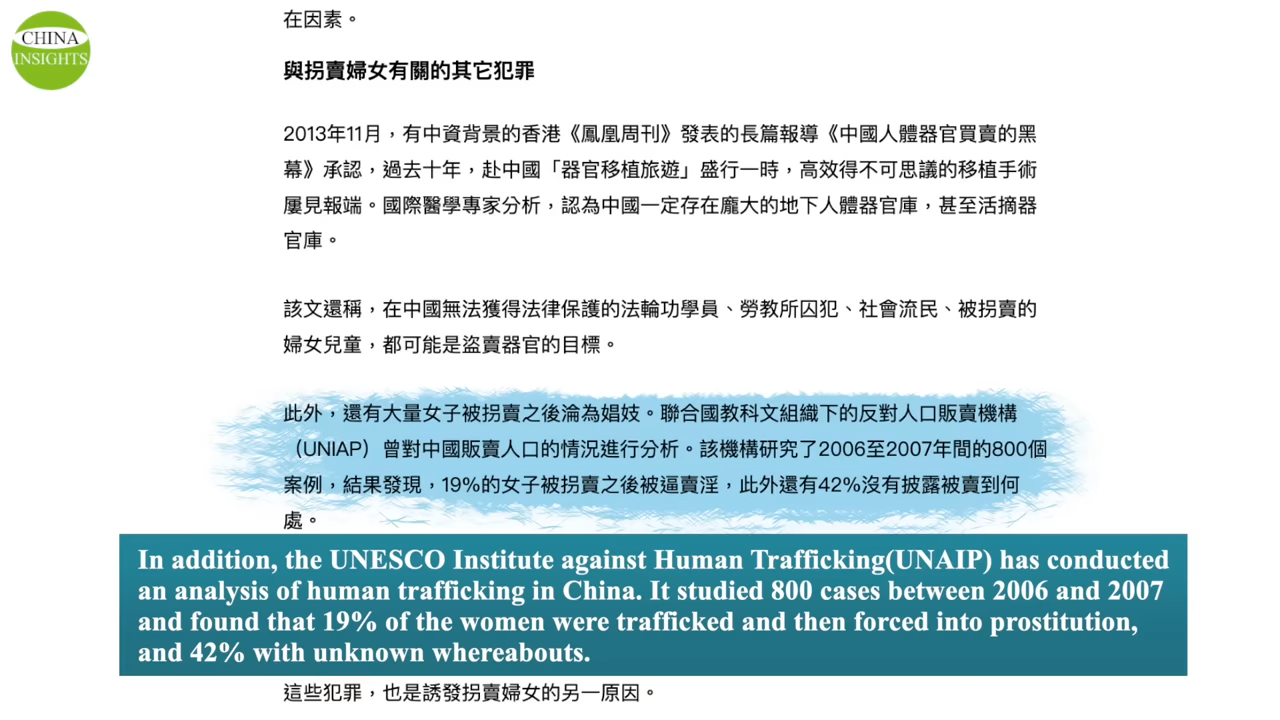 CHINA
INSIGHTS
在因素。
與拐賣婦女有關的其它犯罪
2013年11月，有中資背景的香港《鳳凰周刊》發表的長篇報導《中國人體器官買賣的黑
幕》承認，過去十年，赴中國「器官移植旅遊」盛行一時，高效得不可思議的移植手術
屢見報端。國際醫學專家分析，認為中國一定存在龐大的地下人體器官庫，甚至活摘器
官庫。
該文還稱，在中國無法獲得法律保護的法輪功學員、勞教所囚犯、社會流民、被拐賣的
婦女兒童，都可能是盜賣器官的目標。
此外，還有大量女子被拐賣之後淪為娼妓。聯合國教科文組織下的反對人口販賣機構
（UNIAP）曾對中國販賣人口的情況進行分析。該機構研究了2006至2007年間的800個
案例，結果發現，19%的女子被拐賣之後被逼賣淫，此外還有42%沒有披露被賣到何
處。
In addition, the UNESCO Institute against Human Trafficking(UNAIP) has conducted
an analysis of human trafficking in China. It studied 800 cases between 2006 and 2007
and found that 19% of the women were trafficked and then forced into prostitution,
and 42% with unknown whereabouts.
這些犯罪，也是誘發拐賣婦女的另一原因。